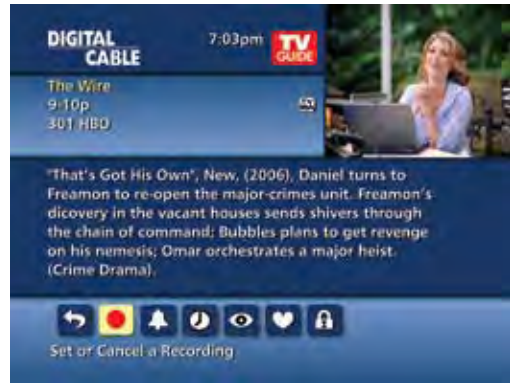 DIGITAL
CABLE
7:03pm
TV
GUIDE
The Wire
9-10p
301 HBO
"That's Got His Own", New, (2006), Daniel turns to
Freamon to re-open the major-crimes unit. Freamon's
dicovery in the vacant houses sends shivers through
the chain of command; Bubbles plans to get revenge
on his nemesis; Omar orchestrates a major heist.
(Crime Drama).
Set or Cancel a Recording